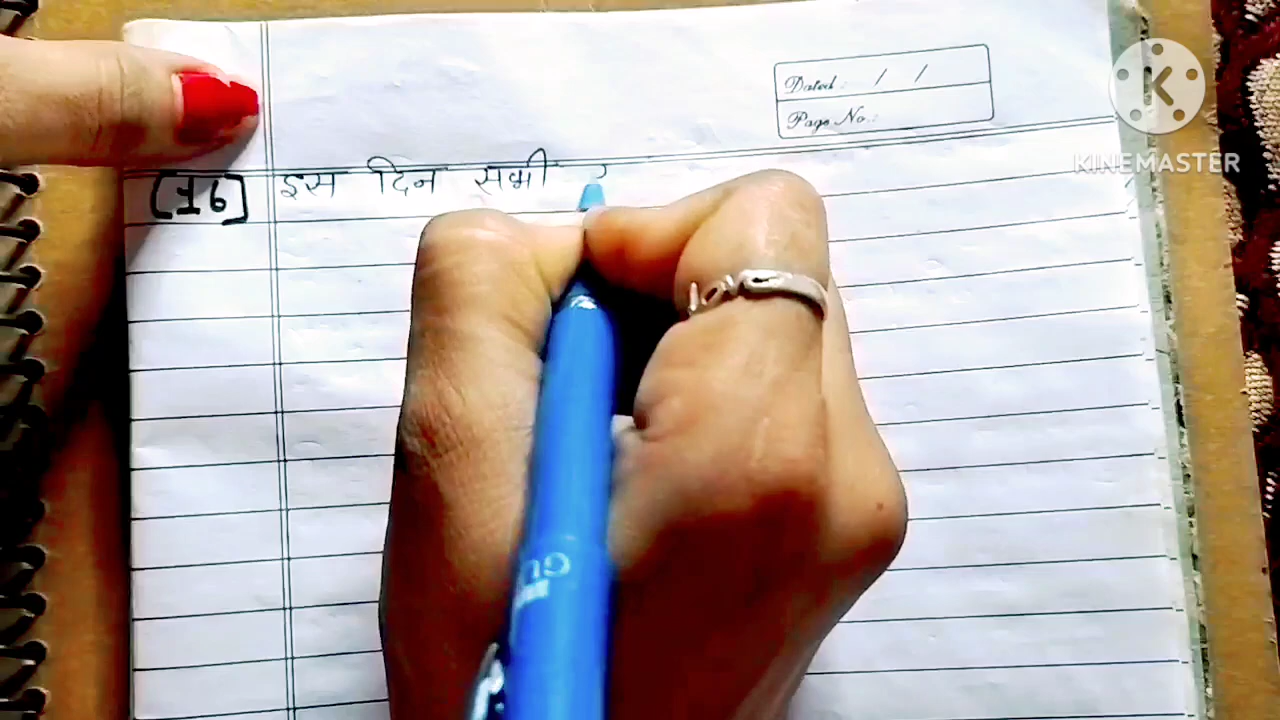 Dated : / /
Page No.:
KINEMASTER
[16] इस दिन सभी